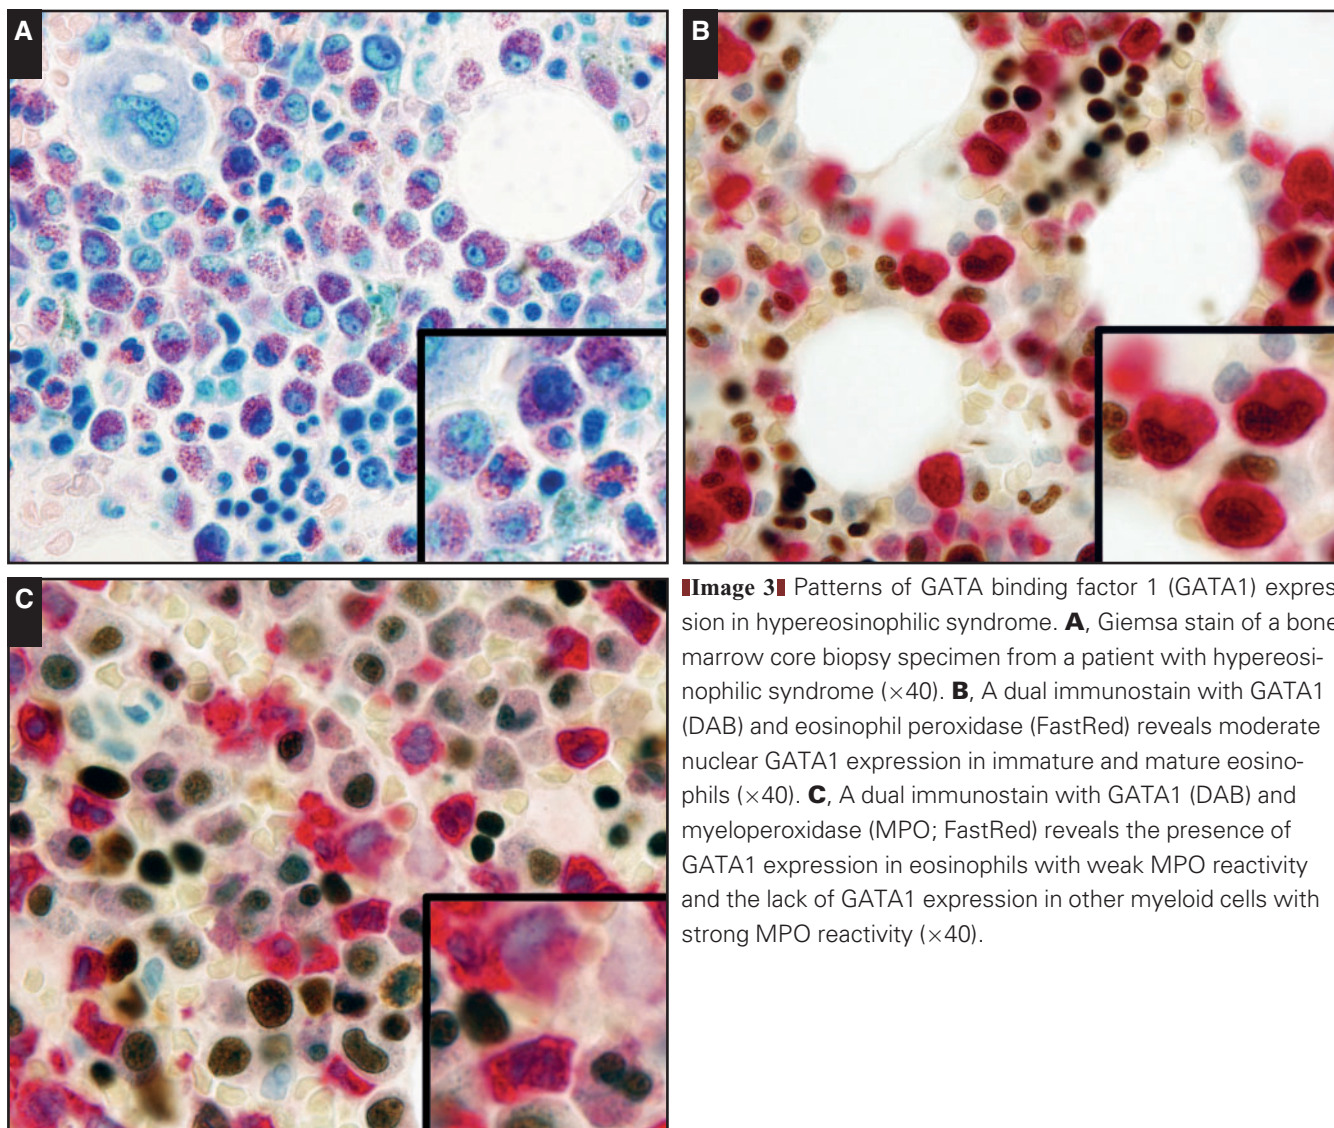 A
B
C
Image 3 Patterns of GATA binding factor 1 (GATA1) expres
sion in hypereosinophilic syndrome. A, Giemsa stain of a bone
marrow core biopsy specimen from a patient with hypereosi-
nophilic syndrome (×40). B, A dual immunostain with GATA1
(DAB) and eosinophil peroxidase (FastRed) reveals moderate
nuclear GATA1 expression in immature and mature eosino-
phils (×40). C, A dual immunostain with GATA1 (DAB) and
myeloperoxidase (MPO; FastRed) reveals the presence of
GATA1 expression in eosinophils with weak MPO reactivity
and the lack of GATA1 expression in other myeloid cells with
strong MPO reactivity (×40).